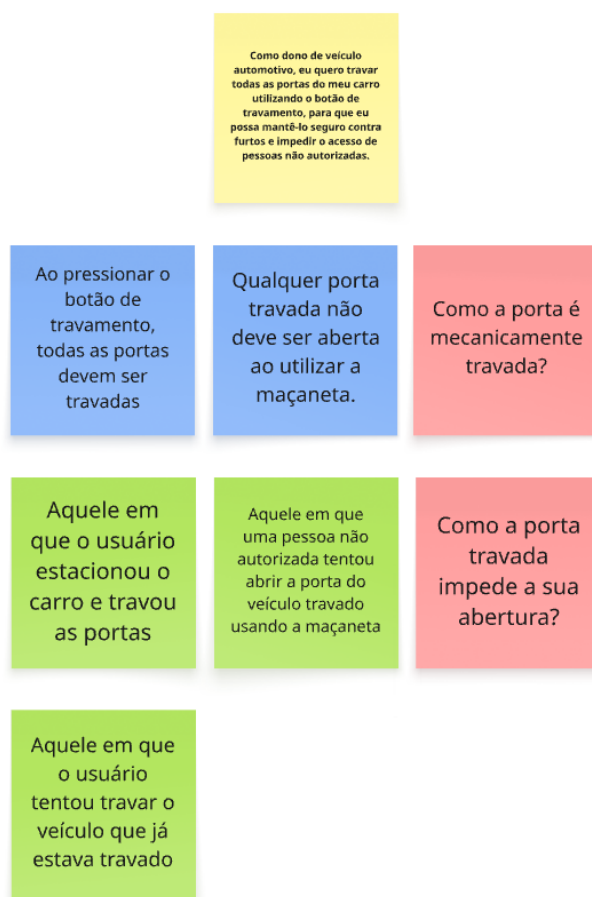 Como dono de veículo
automotivo, eu quero travar
todas as portas do meu carro
utilizando o botão de
travamento, para que eu
possa mantê-lo seguro contra
furtos e impedir o acesso de
pessoas não autorizadas.
Ao pressionar o
botão de
travamento,
todas as portas
devem ser
travadas
Qualquer porta
travada não
deve ser aberta
ao utilizar a
maçaneta.
Como a porta é
mecanicamente
travada?
Aquele em
que o usuário
estacionou o
carro e travou
as portas
Aquele em que
uma pessoa não
autorizada tentou
abrir a porta do
veículo travado
usando a maçaneta
Como a porta
travada
impede a sua
abertura?
Aquele em que
o usuário
tentou travar o
veículo que já
estava travado